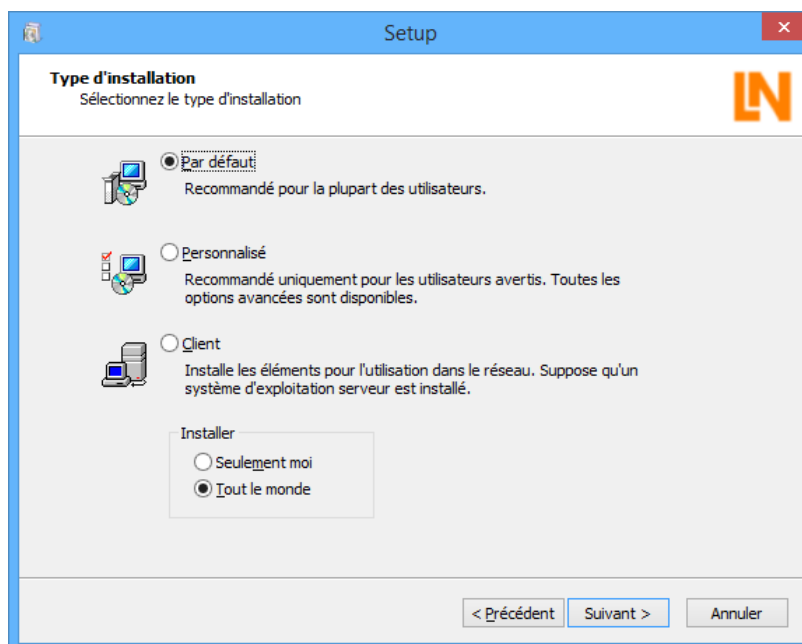 Setup
Type d'installation
Sélectionnez le type d'installation
LN
Par défaut
Recommandé pour la plupart des utilisateurs.
Personnalisé
Recommandé uniquement pour les utilisateurs avertis. Toutes les
options avancées sont disponibles.
Client
Installe les éléments pour l'utilisation dans le réseau. Suppose qu'un
système d'exploitation serveur est installé.
Installer
Seulement moi
Tout le monde
< Précédent
Suivant >
Annuler